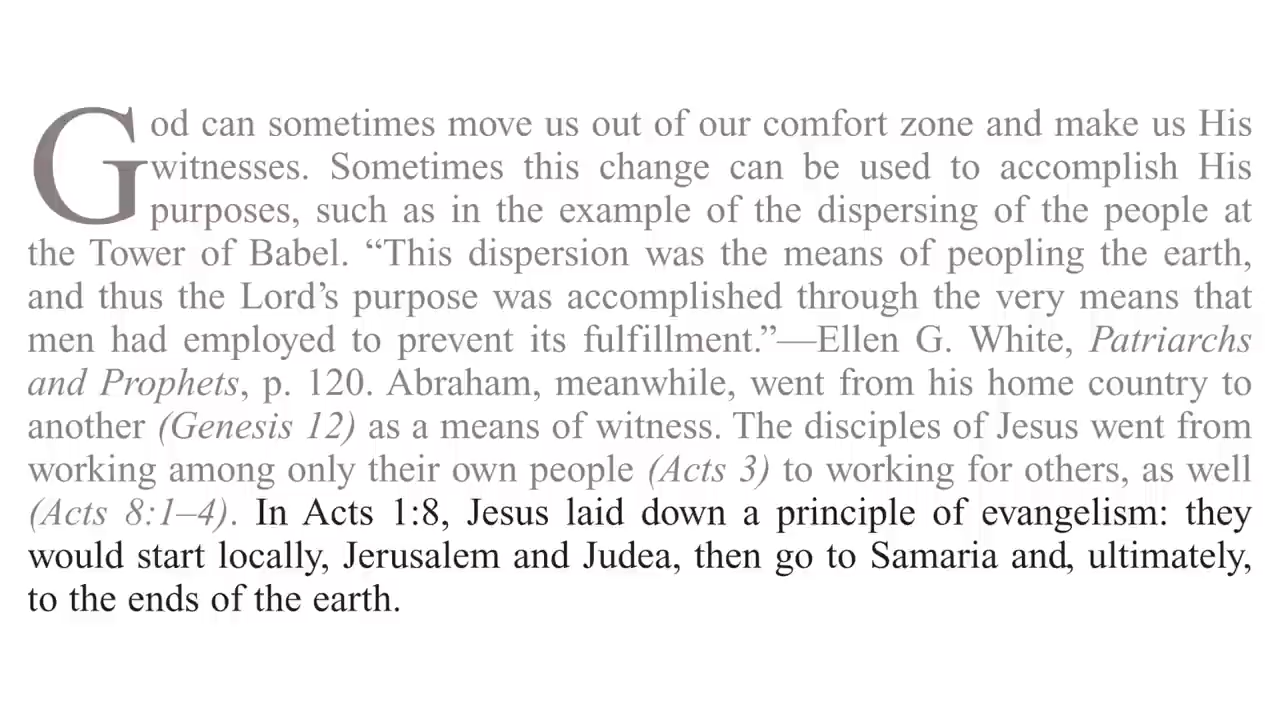 God can sometimes move us out of our comfort zone and make us His
witnesses. Sometimes this change can be used to accomplish His
purposes, such as in the example of the dispersing of the people at
the Tower of Babel. “This dispersion was the means of peopling the earth,
and thus the Lord’s purpose was accomplished through the very means that
men had employed to prevent its fulfillment.”—Ellen G. White, Patriarchs
and Prophets, p. 120. Abraham, meanwhile, went from his home country to
another (Genesis 12) as a means of witness. The disciples of Jesus went from
working among only their own people (Acts 3) to working for others, as well
(Acts 8:1–4). In Acts 1:8, Jesus laid down a principle of evangelism: they
would start locally, Jerusalem and Judea, then go to Samaria and, ultimately,
to the ends of the earth.